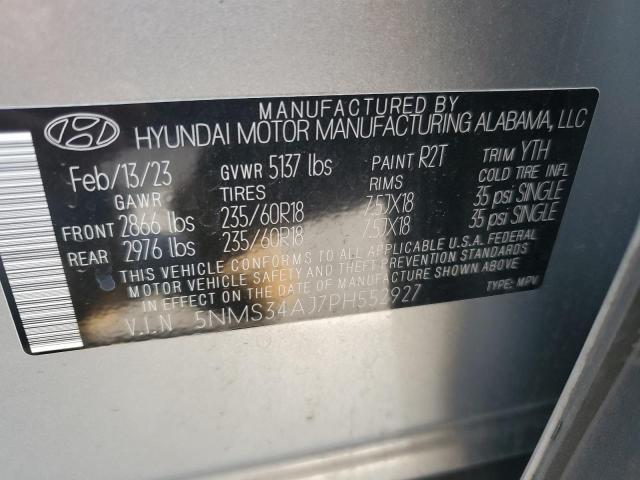 MANUFACTURED BY
HYUNDAI MOTOR MANUFACTURING ALABAMA, LLC
Feb/13/23 GVWR 5137 lbs PAINT R2T TRIM YTH
GAWR TIRES RIMS COLD TIRE INFL
FRONT 2866 lbs 235/60R18 7.5JX18 35 psi SINGLE
REAR 2976 lbs 235/60R18 7.5JX18 35 psi SINGLE
THIS VEHICLE CONFORMS TO ALL APPLICABLE U.S.A. FEDERAL
MOTOR VEHICLE SAFETY AND THEFT PREVENTION STANDARDS
IN EFFECT ON THE DATE OF MANUFACTURE SHOWN ABOVE.
V.I.N 5NMS34AJ7PH552927 TYPE: MPV